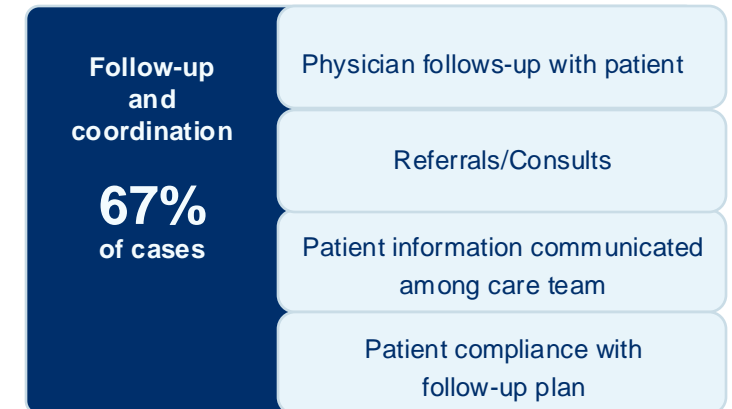 Follow-up
and
coordination
67%
of cases
Physician follows-up with patient
Referrals/Consults
Patient information communicated
among care team
Patient compliance with
follow-up plan